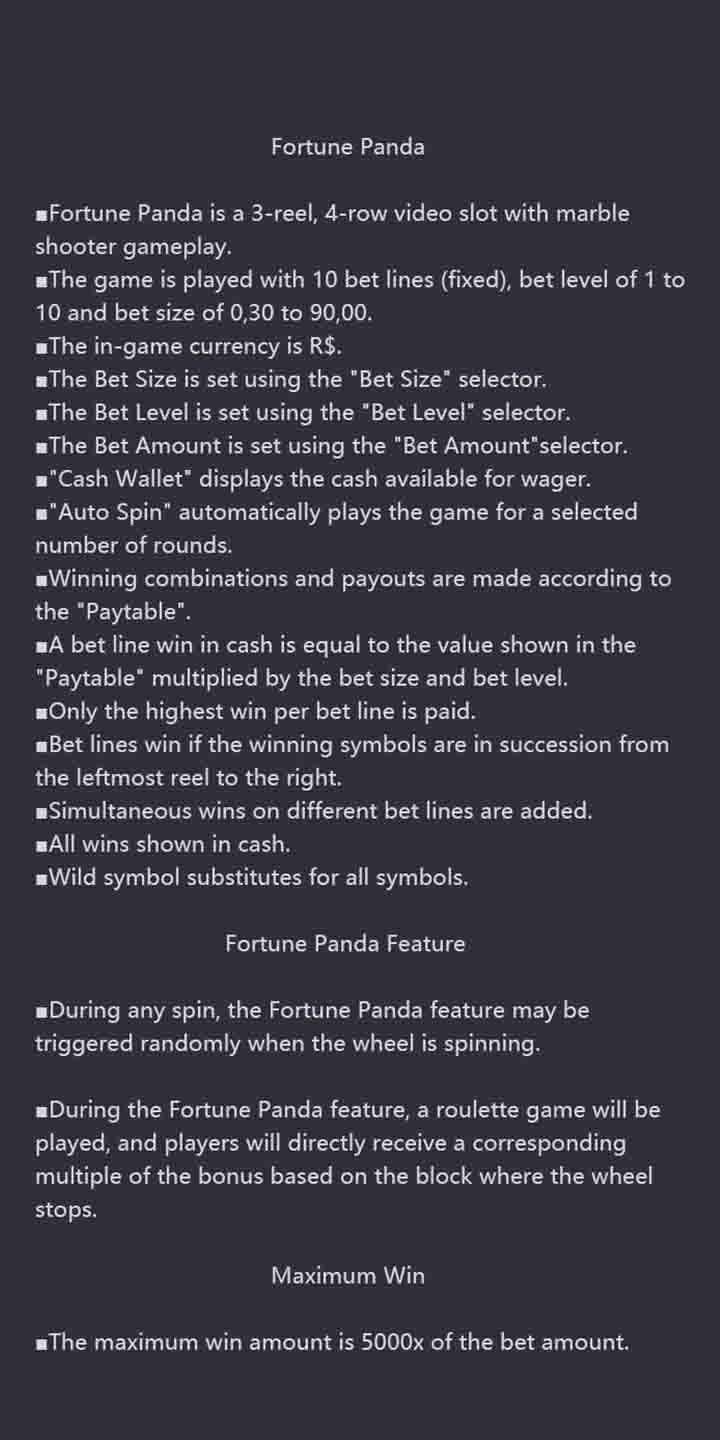 Fortune Panda
▪Fortune Panda is a 3-reel, 4-row video slot with marble
shooter gameplay.
▪The game is played with 10 bet lines (fixed), bet level of 1 to
10 and bet size of 0,30 to 90,00.
▪The in-game currency is R$.
▪The Bet Size is set using the "Bet Size" selector.
▪The Bet Level is set using the "Bet Level" selector.
▪The Bet Amount is set using the "Bet Amount"selector.
▪"Cash Wallet" displays the cash available for wager.
▪"Auto Spin" automatically plays the game for a selected
number of rounds.
▪Winning combinations and payouts are made according to
the "Paytable".
▪A bet line win in cash is equal to the value shown in the
"Paytable" multiplied by the bet size and bet level.
▪Only the highest win per bet line is paid.
▪Bet lines win if the winning symbols are in succession from
the leftmost reel to the right.
▪Simultaneous wins on different bet lines are added.
▪All wins shown in cash.
▪Wild symbol substitutes for all symbols.
Fortune Panda Feature
▪During any spin, the Fortune Panda feature may be
triggered randomly when the wheel is spinning.
▪During the Fortune Panda feature, a roulette game will be
played, and players will directly receive a corresponding
multiple of the bonus based on the block where the wheel
stops.
Maximum Win
▪The maximum win amount is 5000x of the bet amount.